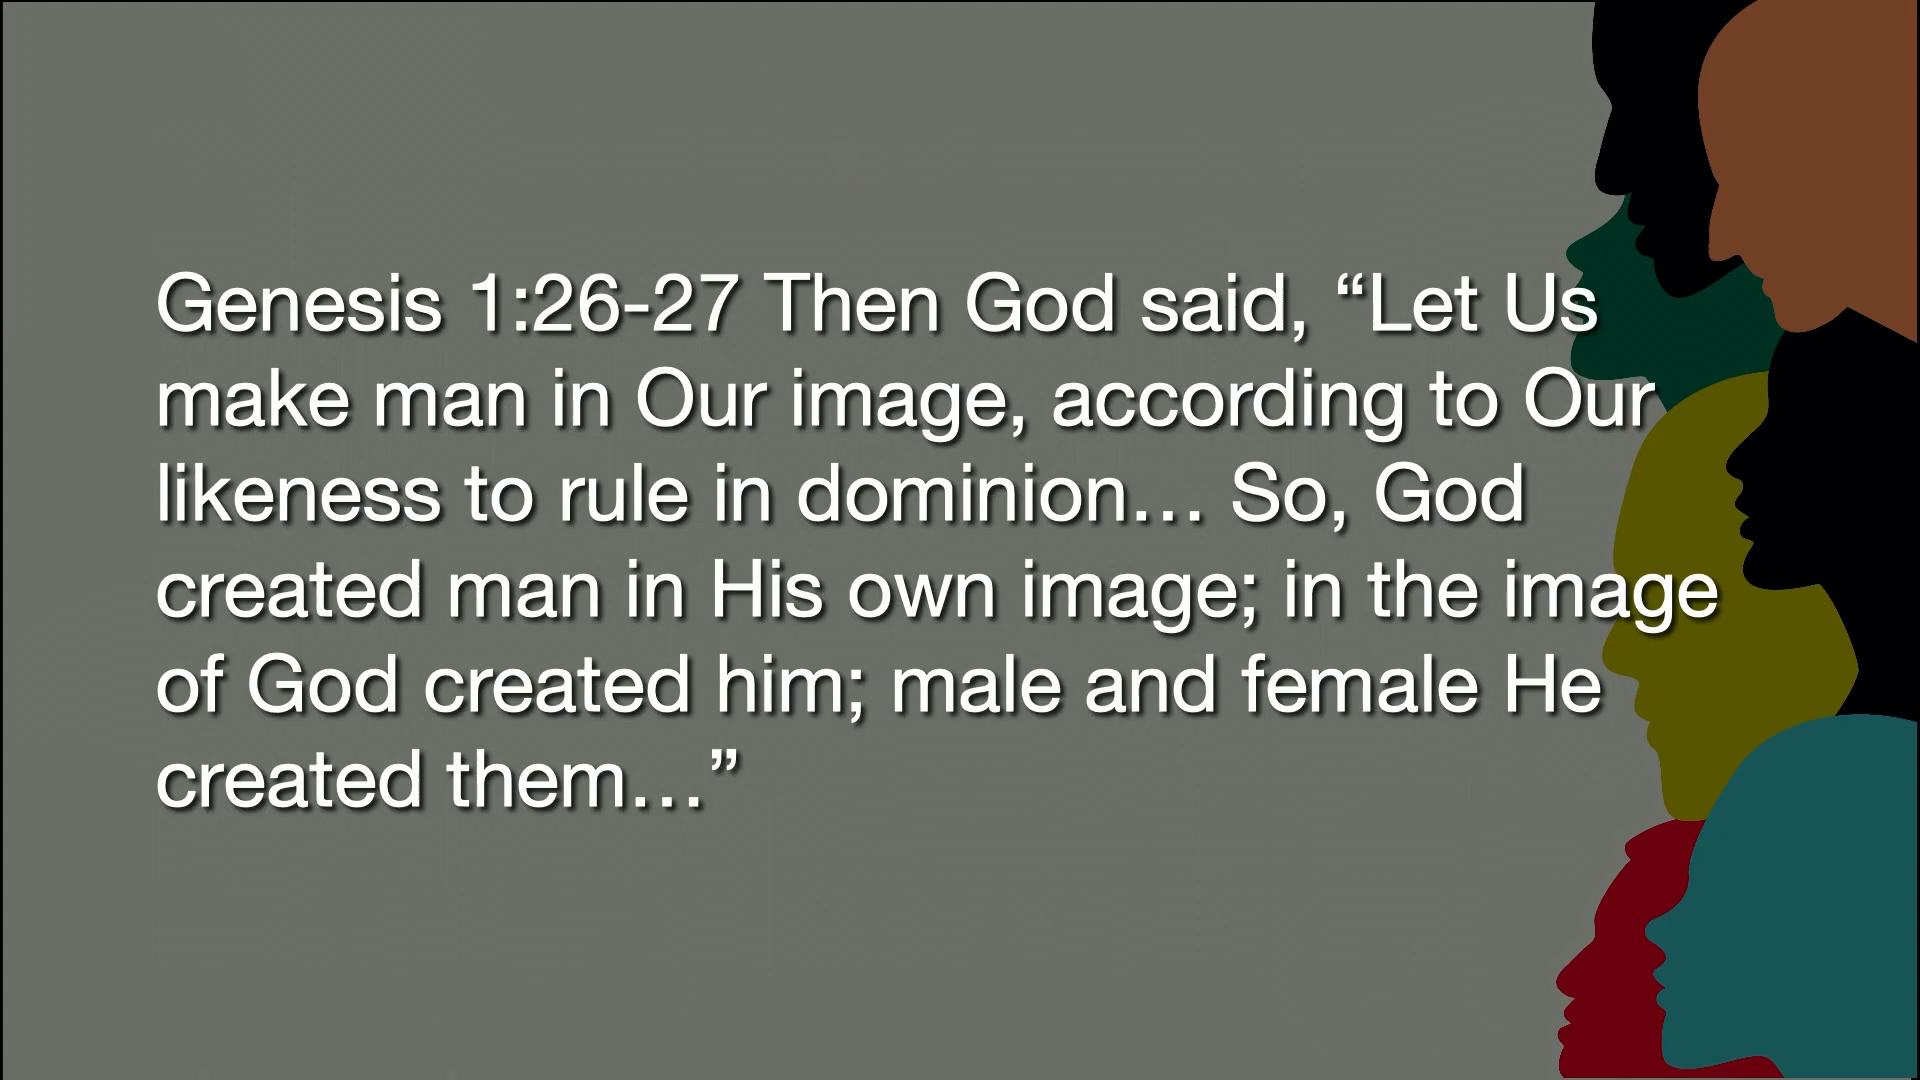 Genesis 1:26-27 Then God said, “Let Us
make man in Our image, according to Our
likeness to rule in dominion… So, God
created man in His own image; in the image
of God created him; male and female He
created them…”